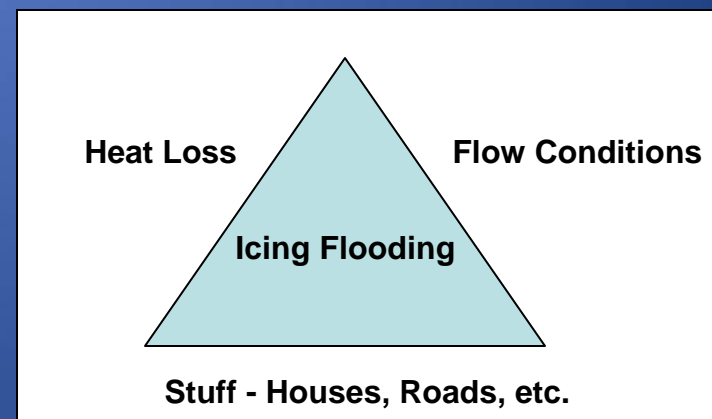 Heat Loss
Flow Conditions
Icing Flooding
Stuff - Houses, Roads, etc.